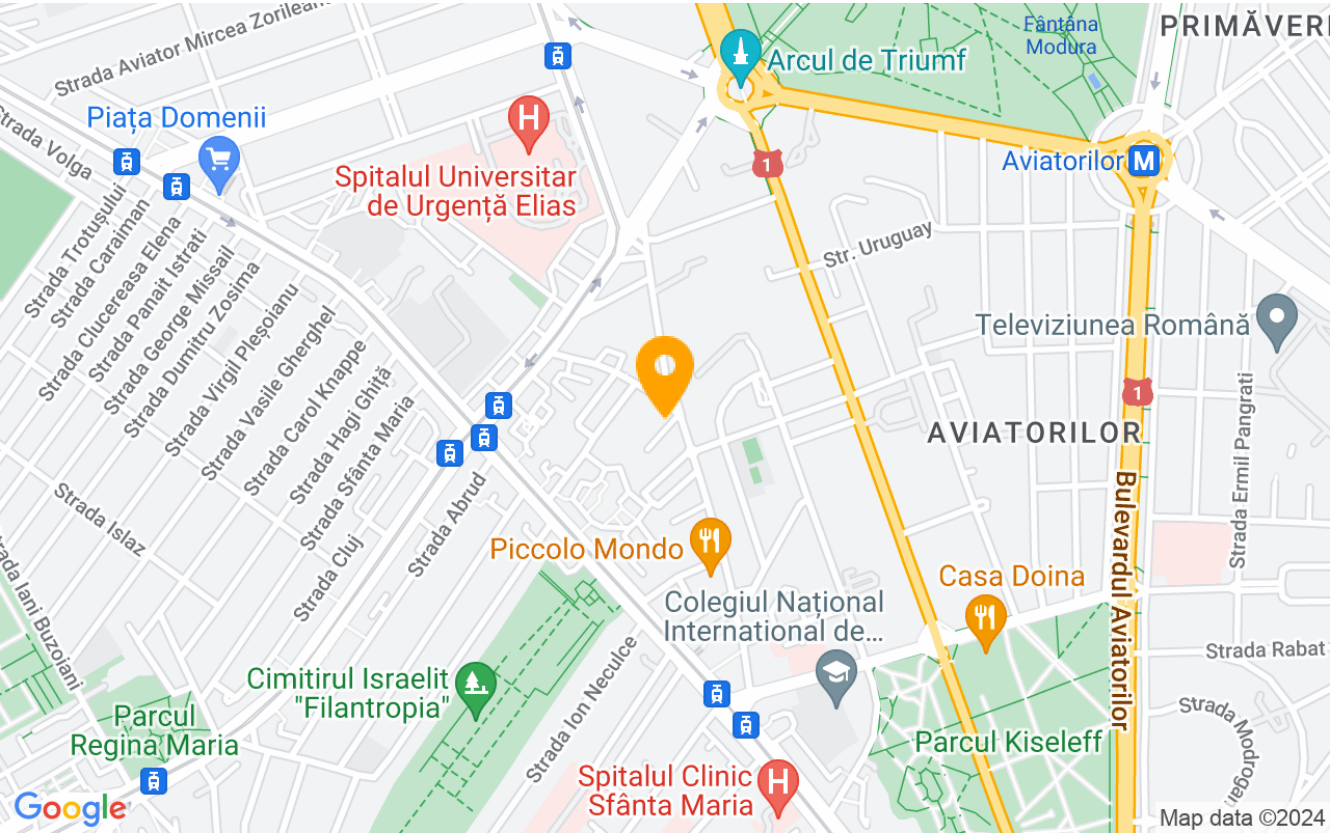 Strada Aviator Mircea Zorileanu
Fântâna
Modura
PRIMĂVERI
Arcul de Triumf
Piața Domenii
H
Strada Volga
1
Aviatorilor
M
Spitalul Universitar
de Urgență Elias
Strada Trotușului
Strada Caraiman
Strada Clucereasa Elena
Strada Panait Istrati
Strada George Missail
Strada Dumitru Zosima
Strada Virgil Pleșoianu
Strada Vasile Gherghel
Strada Carol Knappe
Strada Hagi Ghiță
Strada Sfânta Maria
Str. Uruguay
Televiziunea Română
1
AVIATORILOR
Strada Ermil Pangrati
Strada Islaz
Strada Cluj
Strada Abrud
Bulevardul Aviatorilor
Piccolo Mondo
Casa Doina
Colegiul Național
International de...
Strada Iani Buzoiani
Strada Ion Neculce
Cimitirul Israelit
"Filantropia"
Strada Rabat
Parcul
Regina Maria
Parcul Kiseleff
Strada Modrogan
Spitalul Clinic
Sfânta Maria
H
Google
Map data ©2024